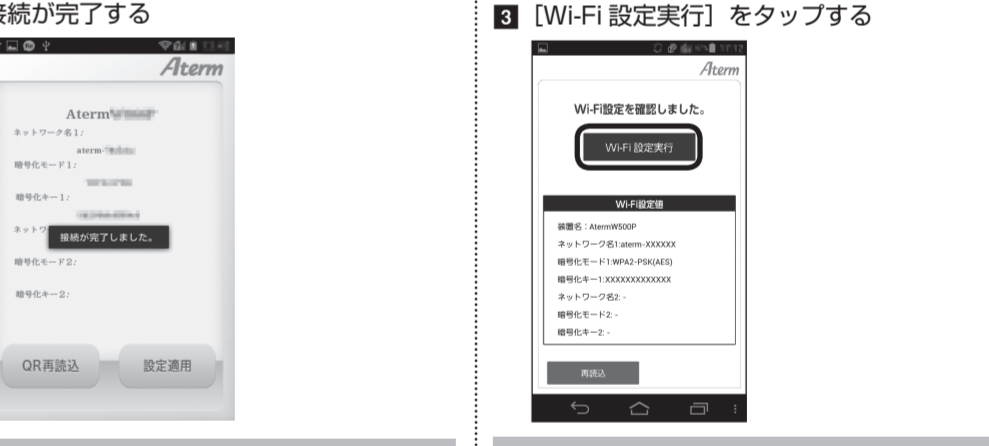 接続が完了する
Aterm
Aterm
ネットワーク名1:
aterm-
暗号化モード1:
暗号化キー1:
ネットワ
接続が完了しました。
暗号化モード2:
暗号化キー2:
QR再読込
設定適用
3 [Wi-Fi 設定実行] をタップする
17:12
Aterm
Wi-Fi設定を確認しました。
Wi-Fi 設定実行
Wi-Fi設定値
装置名:AtermW500P
ネットワーク名1:aterm-XXXXXX
暗号化モード1:WPA2-PSK(AES)
暗号化キー1:XXXXXXXXXXXXX
ネットワーク名2: -
暗号化モード2: -
暗号化キー2: -
再読込